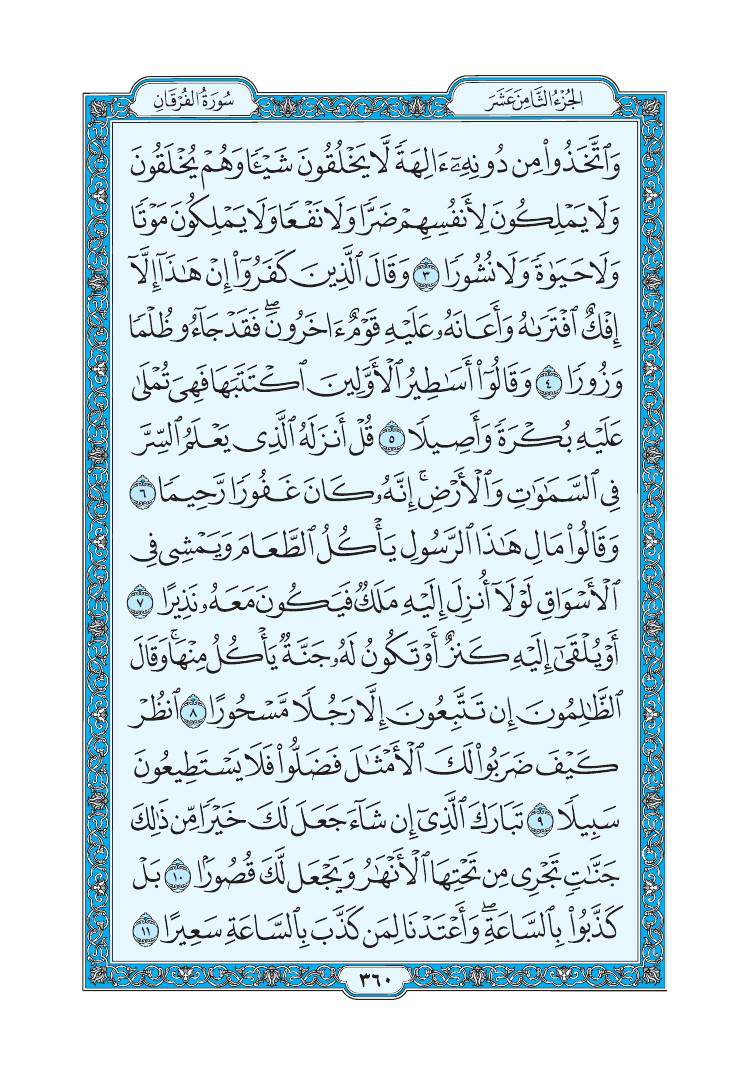 الجُزْءُ الثَّامِنَ عَشَرَ
سُورَةُ الفُرْقَانِ
وَٱتَّخَذُوا۟ مِن دُونِهِۦٓ ءَالِهَةً لَّا يَخْلُقُونَ شَيْـًٔا وَهُمْ يُخْلَقُونَ
وَلَا يَمْلِكُونَ لِأَنفُسِهِمْ ضَرًّا وَلَا نَفْعًا وَلَا يَمْلِكُونَ مَوْتًا
وَلَا حَيَوٰةً وَلَا نُشُورًا ٣ وَقَالَ ٱلَّذِينَ كَفَرُوٓا۟ إِنْ هَـٰذَآ إِلَّآ
إِفْكٌ ٱفْتَرَىٰهُ وَأَعَانَهُۥ عَلَيْهِ قَوْمٌ ءَاخَرُونَ ۖ فَقَدْ جَآءُو ظُلْمًا
وَزُورًا ٤ وَقَالُوٓا۟ أَسَـٰطِيرُ ٱلْأَوَّلِينَ ٱكْتَتَبَهَا فَهِىَ تُمْلَىٰ
عَلَيْهِ بُكْرَةً وَأَصِيلًا ٥ قُلْ أَنزَلَهُ ٱلَّذِى يَعْلَمُ ٱلسِّرَّ
فِى ٱلسَّمَـٰوَٰتِ وَٱلْأَرْضِ ۚ إِنَّهُۥ كَانَ غَفُورًا رَّحِيمًا ٦
وَقَالُوا۟ مَالِ هَـٰذَا ٱلرَّسُولِ يَأْكُلُ ٱلطَّعَامَ وَيَمْشِى فِى
ٱلْأَسْوَاقِ لَوْلَآ أُنزِلَ إِلَيْهِ مَلَكٌ فَيَكُونَ مَعَهُۥ نَذِيرًا ٧
أَوْ يُلْقَىٰٓ إِلَيْهِ كَنزٌ أَوْ تَكُونُ لَهُۥ جَنَّةٌ يَأْكُلُ مِنْهَا ۚ وَقَالَ
ٱلظَّـٰلِمُونَ إِن تَتَّبِعُونَ إِلَّا رَجُلًا مَّسْحُورًا ٨ ٱنظُرْ
كَيْفَ ضَرَبُوا۟ لَكَ ٱلْأَمْثَـٰلَ فَضَلُّوا۟ فَلَا يَسْتَطِيعُونَ
سَبِيلًا ٩ تَبَارَكَ ٱلَّذِىٓ إِن شَآءَ جَعَلَ لَكَ خَيْرًا مِّن ذَٰلِكَ
جَنَّـٰتٍ تَجْرِى مِن تَحْتِهَا ٱلْأَنْهَـٰرُ وَيَجْعَل لَّكَ قُصُورًۢا ١٠ بَلْ
كَذَّبُوا۟ بِٱلسَّاعَةِ ۖ وَأَعْتَدْنَا لِمَن كَذَّبَ بِٱلسَّاعَةِ سَعِيرًا ١١
٣٦٠